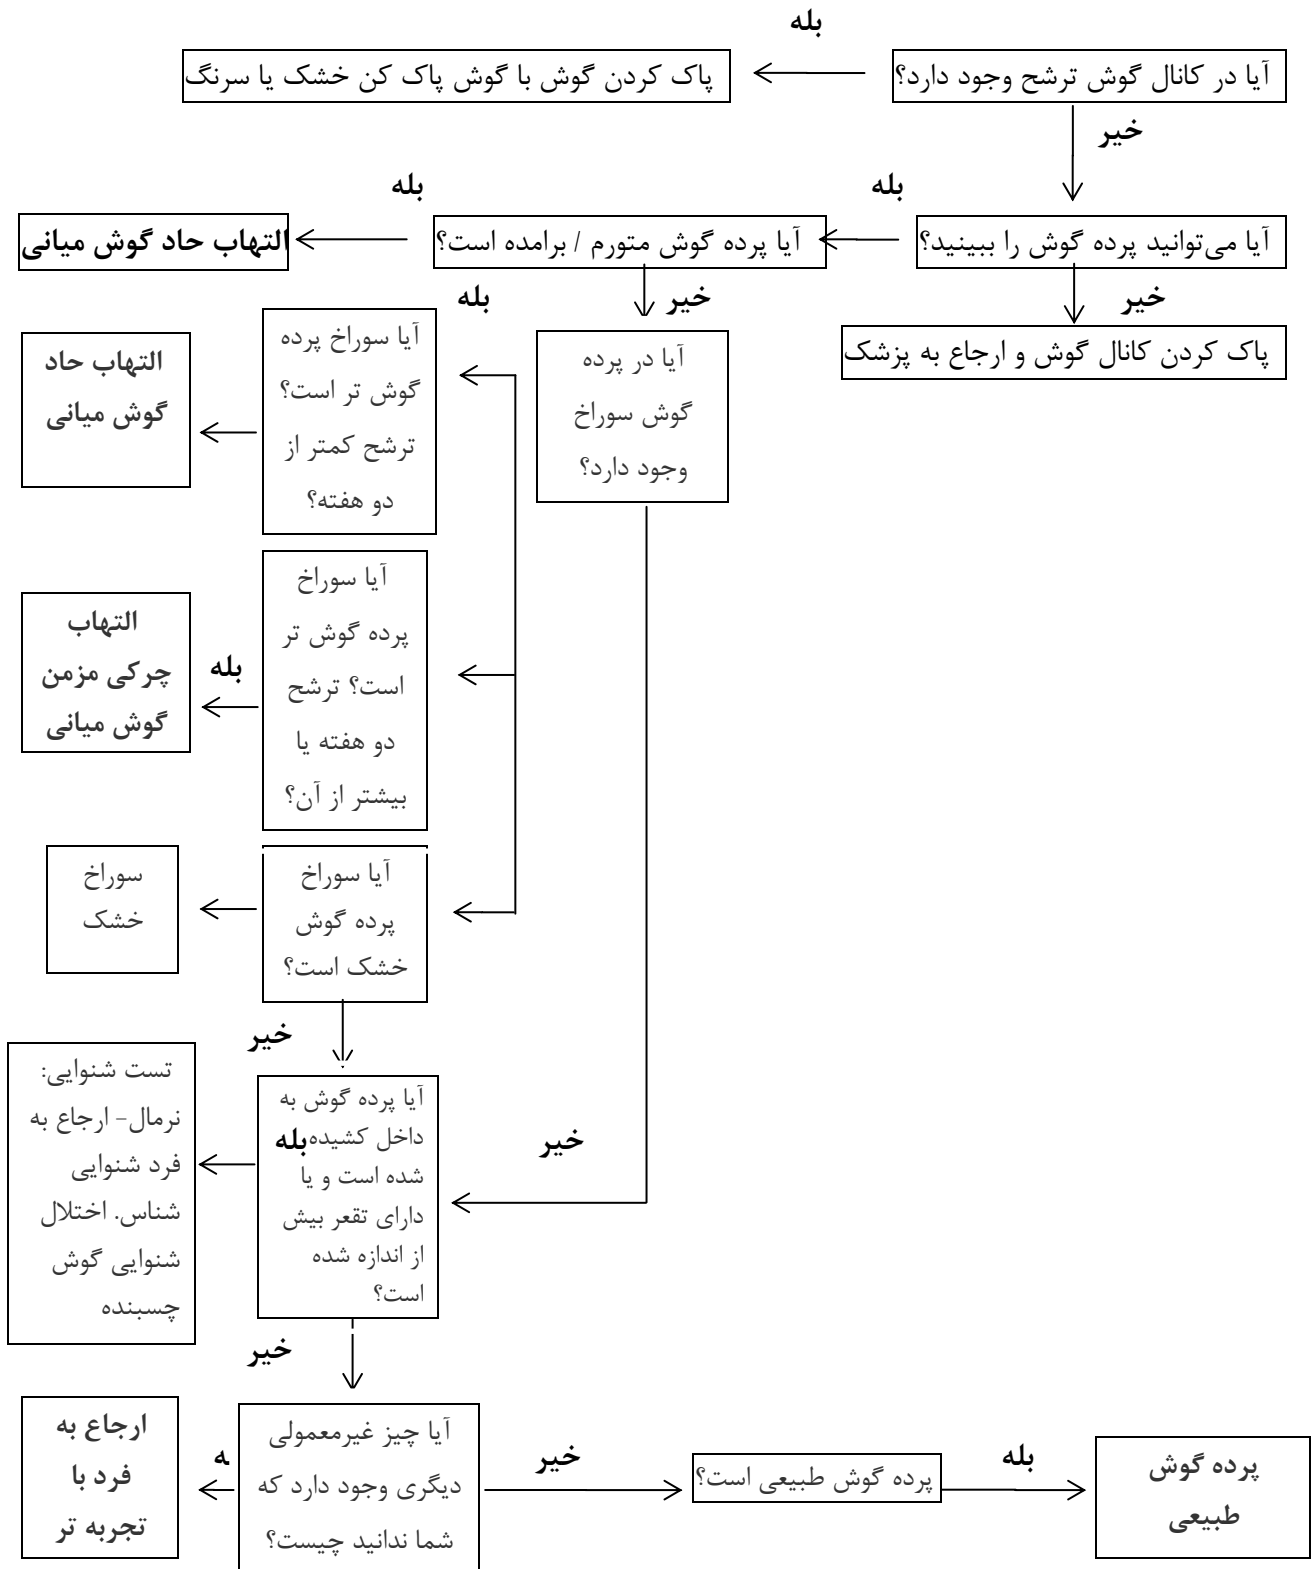 بله
آیا در کانال گوش ترشح وجود دارد؟
پاک کردن گوش با گوش پاک کن خشک یا سرنگ
خیر
بله
بله
آیا می‌توانید پرده گوش را ببینید؟
آیا پرده گوش متورم / برامده است؟
التهاب حاد گوش میانی
خیر
خیر
بله
پاک کردن کانال گوش و ارجاع به پزشک
آیا در پرده
گوش سوراخ
وجود دارد؟
آیا سوراخ پرده
گوش تر است؟
ترشح کمتر از
دو هفته؟
التهاب حاد
گوش میانی
آیا سوراخ
پرده گوش تر
است؟ ترشح
دو هفته یا
بیشتر از آن؟
بله
التهاب
چرکی مزمن
گوش میانی
آیا سوراخ
پرده گوش
خشک است؟
سوراخ
خشک
خیر
خیر
آیا پرده گوش به
داخل کشیده
شده است و یا
دارای تقعر بیش
از اندازه شده
است؟
بله
تست شنوایی:
نرمال- ارجاع به
فرد شنوایی
شناس. اختلال
شنوایی گوش
چسبنده
خیر
آیا چیز غیرمعمولی
دیگری وجود دارد که
شما ندانید چیست؟
ه
ارجاع به
فرد با
تجربه تر
خیر
پرده گوش طبیعی است؟
بله
پرده گوش
طبیعی